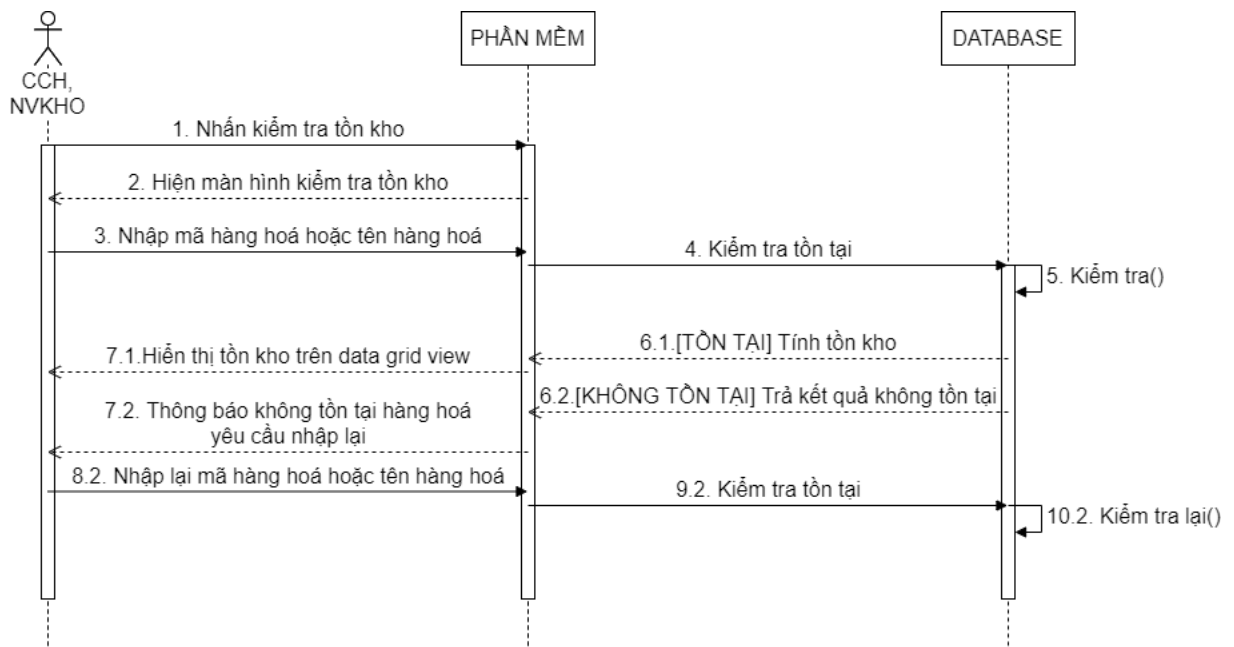 PHẦN MỀM
DATABASE
CCH,
NVKHO
1. Nhấn kiểm tra tồn kho
2. Hiện màn hình kiểm tra tồn kho
3. Nhập mã hàng hoá hoặc tên hàng hoá
4. Kiểm tra tồn tại
5. Kiểm tra()
6.1.[TỒN TẠI] Tính tồn kho
7.1.Hiển thị tồn kho trên data grid view
6.2.[KHÔNG TỒN TẠI] Trả kết quả không tồn tại
7.2. Thông báo không tồn tại hàng hoá
yêu cầu nhập lại
8.2. Nhập lại mã hàng hoá hoặc tên hàng hoá
9.2. Kiểm tra tồn tại
10.2. Kiểm tra lại()